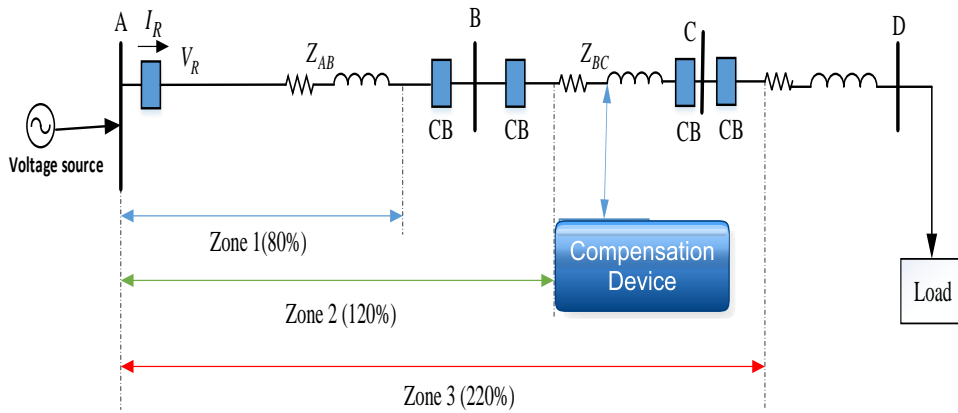 A
I_R
V_R
Z_AB
B
Z_BC
C
D
CB
CB
CB
CB
Voltage source
Zone 1(80%)
Compensation
Device
Zone 2 (120%)
Load
Zone 3 (220%)